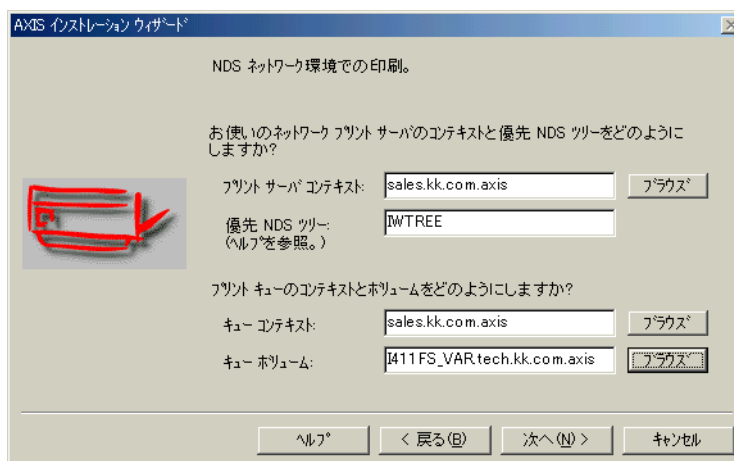 AXIS インストレーション ウィザード
NDS ネットワーク環境での印刷。
お使いのネットワーク プリント サーバのコンテキストと優先 NDS ツリーをどのように
しますか?
プリント サーバ コンテキスト:
sales.kk.com.axis
ブラウズ
優先 NDS ツリー:
(ヘルプを参照。)
IWTREE
プリント キューのコンテキストとボリュームをどのようにしますか?
キュー コンテキスト:
sales.kk.com.axis
ブラウズ
キュー ボリューム:
I411FS_VAR.tech.kk.com.axis
ブラウズ
ヘルプ
< 戻る(B)
次へ(N) >
キャンセル